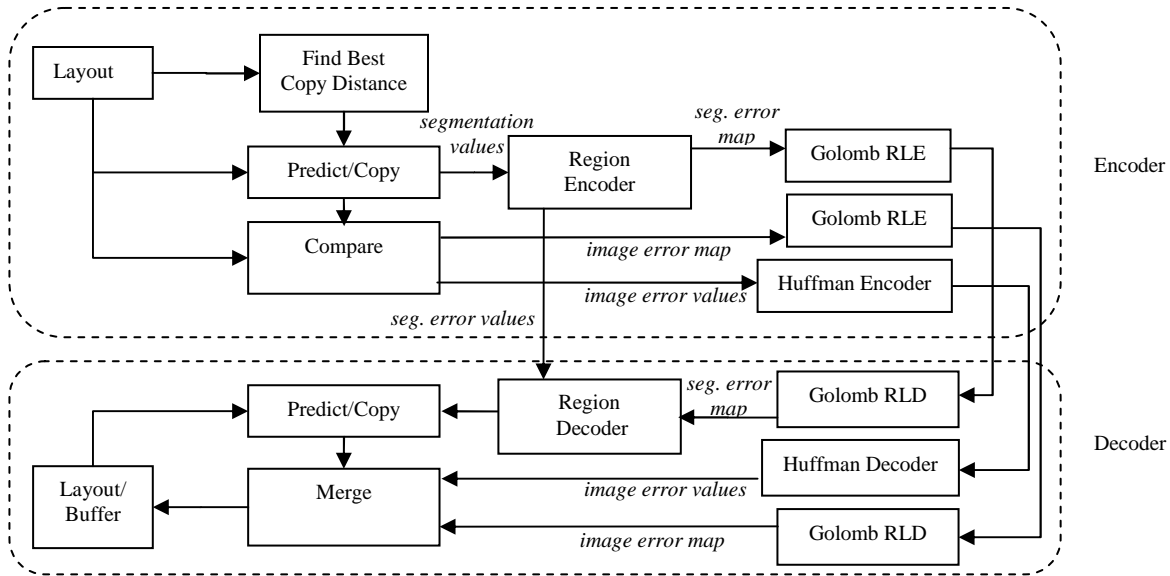 Layout
Find Best
Copy Distance
segmentation
values
seg. error
map
Golomb RLE
Predict/Copy
Region
Encoder
Encoder
Golomb RLE
Compare
image error map
Huffman Encoder
image error values
seg. error values
Predict/Copy
Region
Decoder
seg. error
map
Golomb RLD
Decoder
Huffman Decoder
Layout/
Buffer
Merge
image error values
Golomb RLD
image error map